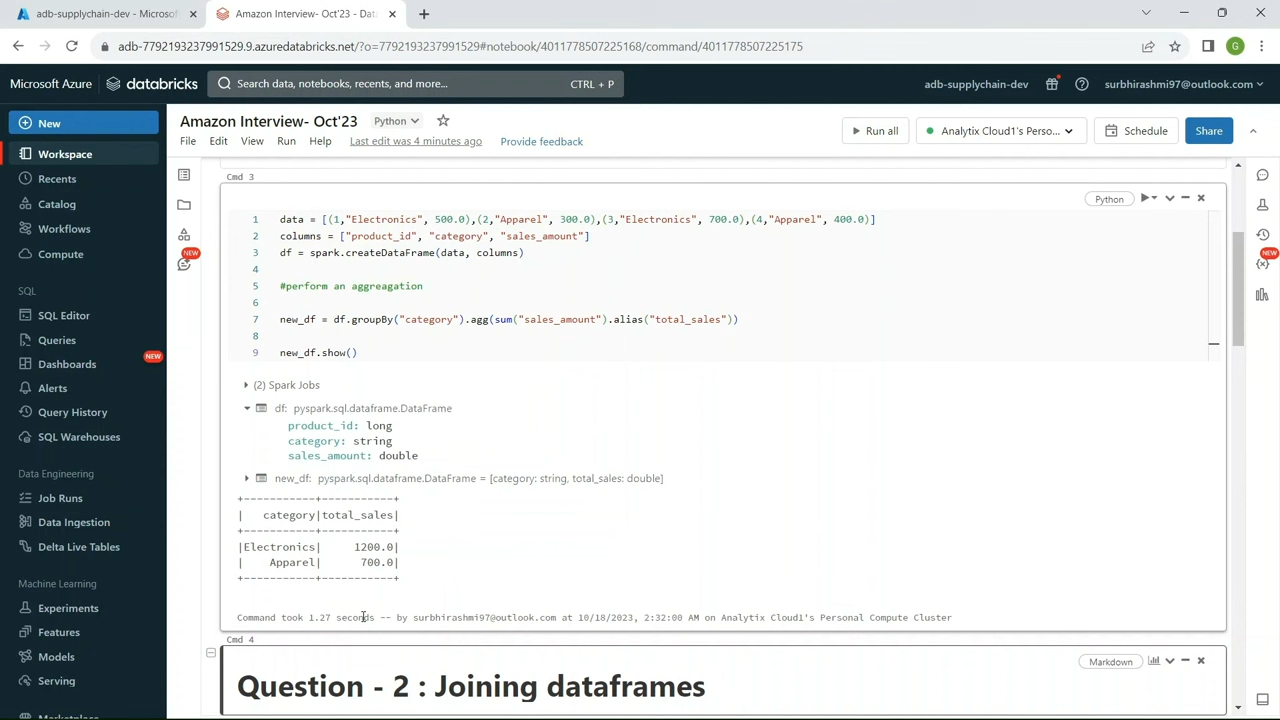 adb-supplychain-dev - Microsof
Amazon Interview- Oct'23 - Dat
adb-7792193237991529.9.azuredatabricks.net/?o=7792193237991529#notebook/4011778507225168/command/4011778507225175
G
Microsoft Azure
databricks
Search data, notebooks, recents, and more...
CTRL + P
adb-supplychain-dev
surbhirashmi97@outlook.com
New
Workspace
Recents
Catalog
Workflows
Compute
SQL
SQL Editor
Queries
Dashboards
NEW
Alerts
Query History
SQL Warehouses
Data Engineering
Job Runs
Data Ingestion
Delta Live Tables
Machine Learning
Experiments
Features
Models
Serving
Marketplace
Amazon Interview- Oct'23
Python
File Edit View Run Help
Last edit was 4 minutes ago
Provide feedback
Run all
Analytix Cloud1's Perso...
Schedule
Share
NEW
NEW
Cmd 3
Python
1 data = [(1,"Electronics", 500.0),(2,"Apparel", 300.0),(3,"Electronics", 700.0),(4,"Apparel", 400.0)]
2 columns = ["product_id", "category", "sales_amount"]
3 df = spark.createDataFrame(data, columns)
4
5 #perform an aggreagation
6
7 new_df = df.groupBy("category").agg(sum("sales_amount").alias("total_sales"))
8
9 new_df.show()
(2) Spark Jobs
df: pyspark.sql.dataframe.DataFrame
product_id: long
category: string
sales_amount: double
new_df: pyspark.sql.dataframe.DataFrame = [category: string, total_sales: double]
+-----------+-----------+
|   category|total_sales|
+-----------+-----------+
|Electronics|     1200.0|
|    Apparel|      700.0|
+-----------+-----------+
Command took 1.27 seconds -- by surbhirashmi97@outlook.com at 10/18/2023, 2:32:00 AM on Analytix Cloud1's Personal Compute Cluster
Cmd 4
Markdown
Question - 2 : Joining dataframes